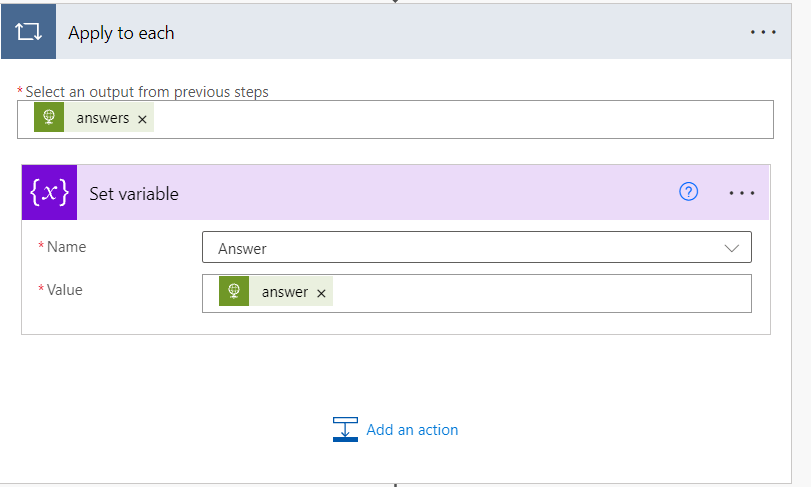 Apply to each
* Select an output from previous steps
answers ×
{x} Set variable
* Name Answer
* Value answer ×
Add an action